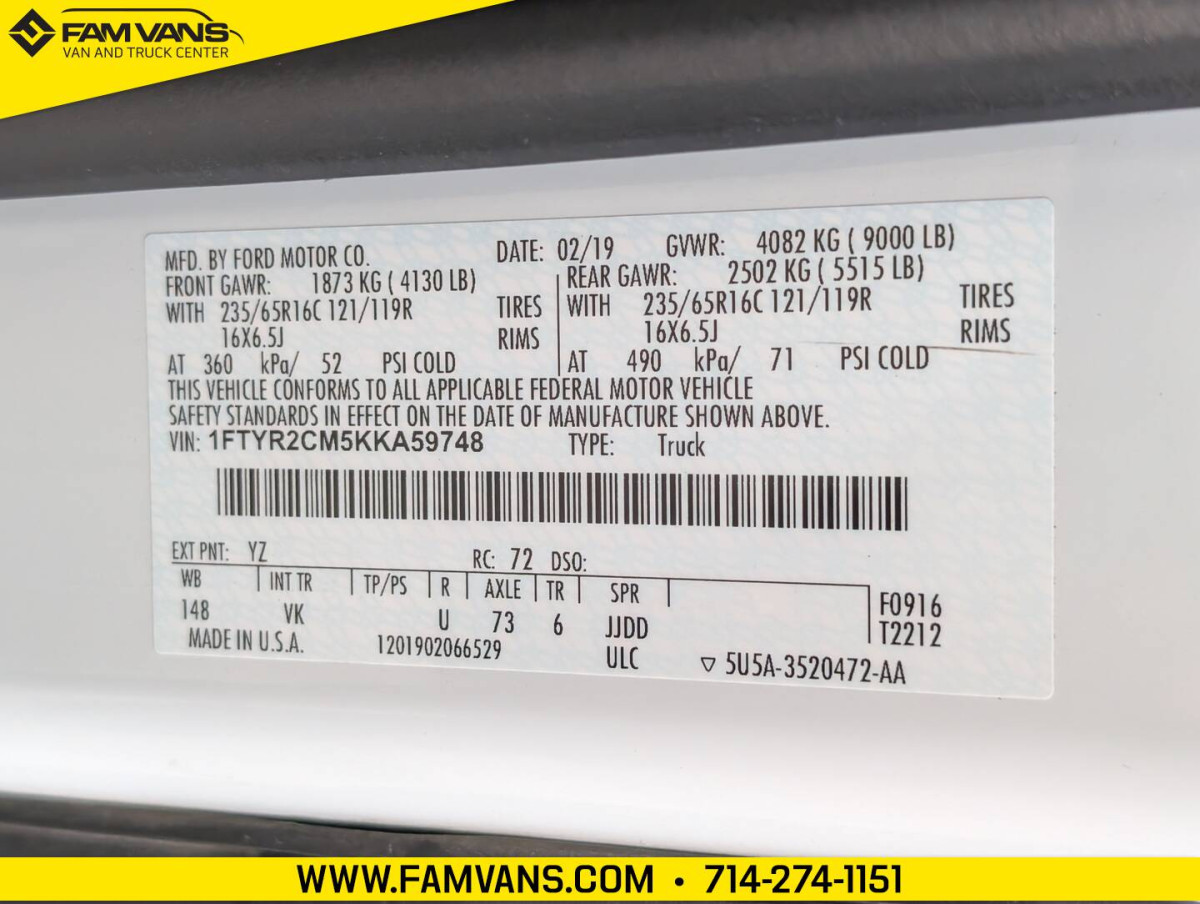 FAM VANS
VAN AND TRUCK CENTER
MFD. BY FORD MOTOR CO. DATE: 02/19 GVWR: 4082 KG ( 9000 LB)
FRONT GAWR: 1873 KG ( 4130 LB) REAR GAWR: 2502 KG ( 5515 LB)
WITH 235/65R16C 121/119R TIRES WITH 235/65R16C 121/119R TIRES
16X6.5J RIMS 16X6.5J RIMS
AT 360 kPa/ 52 PSI COLD AT 490 kPa/ 71 PSI COLD
THIS VEHICLE CONFORMS TO ALL APPLICABLE FEDERAL MOTOR VEHICLE
SAFETY STANDARDS IN EFFECT ON THE DATE OF MANUFACTURE SHOWN ABOVE.
VIN: 1FTYR2CM5KKA59748 TYPE: Truck
EXT PNT: YZ RC: 72 DSO:
WB INT TR TP/PS R AXLE TR SPR F0916
148 VK U 73 6 JJDD T2212
MADE IN U.S.A. 1201902066529 ULC ▽ 5U5A-3520472-AA
WWW.FAMVANS.COM • 714-274-1151